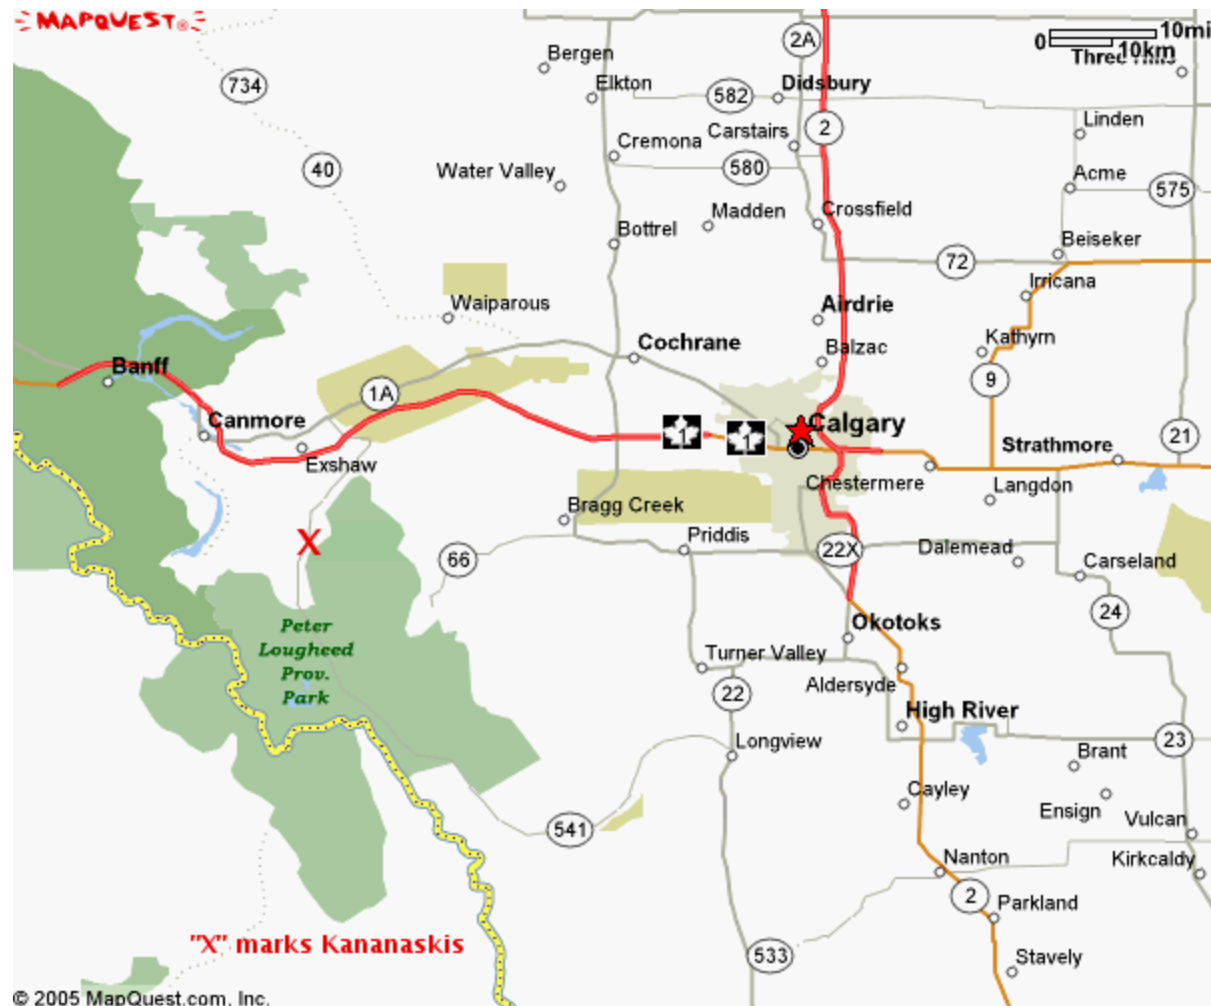 MAPQUEST®
10mi
0
10km
2A
Three Hills
Bergen
734
Elkton
582
Didsbury
2
Linden
Cremona
Carstairs
40
Water Valley
580
Acme
575
Madden
Crossfield
Bottrel
Beiseker
72
Irricana
Waiparous
Airdrie
Kathyrn
Cochrane
Balzac
Banff
1A
9
Canmore
1
1
Calgary
21
Exshaw
Strathmore
Chestermere
Langdon
Bragg Creek
X
66
Priddis
22X
Dalemead
Carseland
24
Peter
Lougheed
Prov.
Park
Okotoks
Turner Valley
Aldersyde
22
High River
Longview
23
Brant
Cayley
Ensign
Vulcan
541
Nanton
Kirkcaldy
2
Parkland
"X" marks Kananaskis
533
Stavely
© 2005 MapQuest.com, Inc.